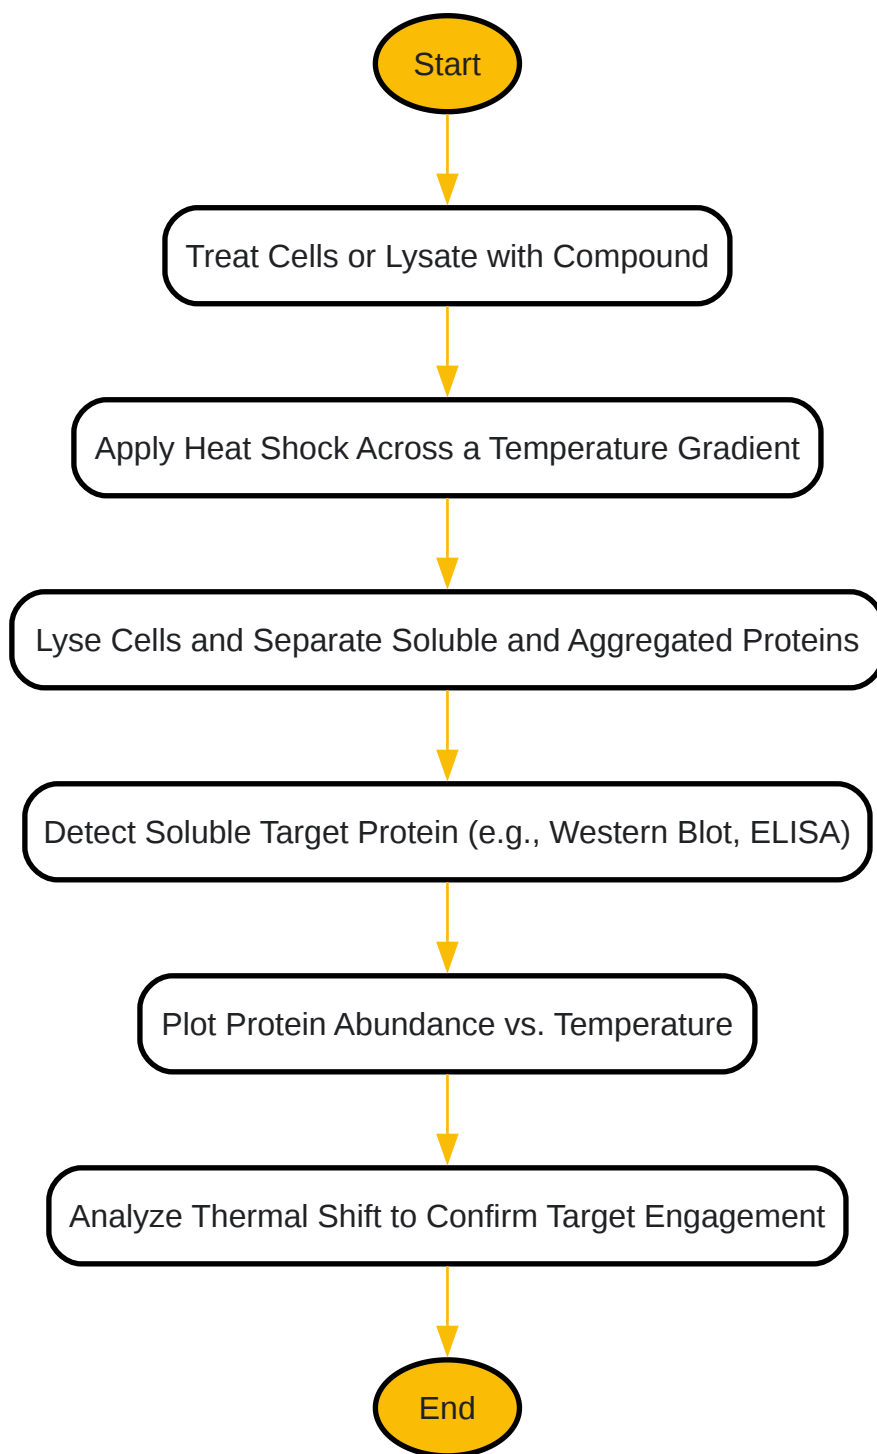 Start
Treat Cells or Lysate with Compound
Apply Heat Shock Across a Temperature Gradient
Lyse Cells and Separate Soluble and Aggregated Proteins
Detect Soluble Target Protein (e.g., Western Blot, ELISA)
Plot Protein Abundance vs. Temperature
Analyze Thermal Shift to Confirm Target Engagement
End